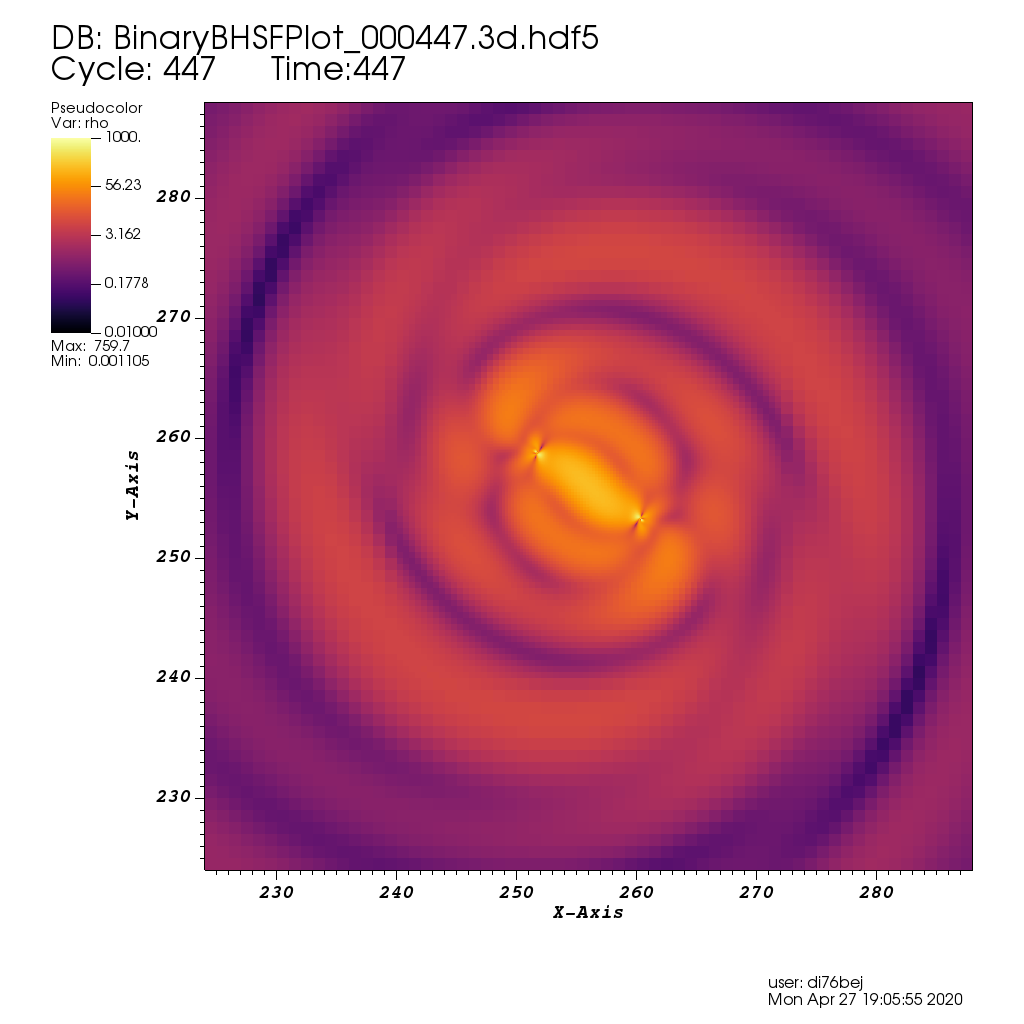 DB: BinaryBHSFPlot_000447.3d.hdf5
Cycle: 447 Time:447
Pseudocolor
Var: rho
1000.
56.23
3.162
0.1778
0.01000
Max: 759.7
Min: 0.001105
280
270
260
250
240
230
Y-Axis
230 240 250 260 270 280
X-Axis
user: di76bej
Mon Apr 27 19:05:55 2020